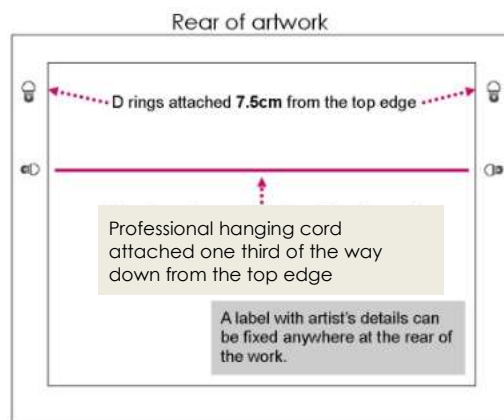 Rear of artwork
D rings attached 7.5cm from the top edge
Professional hanging cord
attached one third of the way
down from the top edge
A label with artist's details can
be fixed anywhere at the rear of
the work.